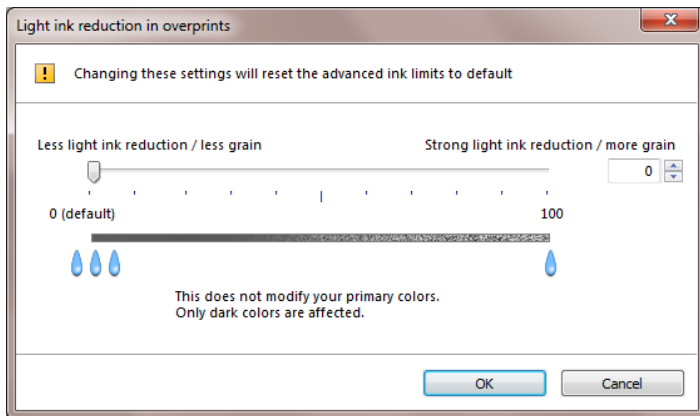 Light ink reduction in overprints
Changing these settings will reset the advanced ink limits to default
Less light ink reduction / less grain
Strong light ink reduction / more grain
0
0 (default)
100
This does not modify your primary colors.
Only dark colors are affected.
OK
Cancel